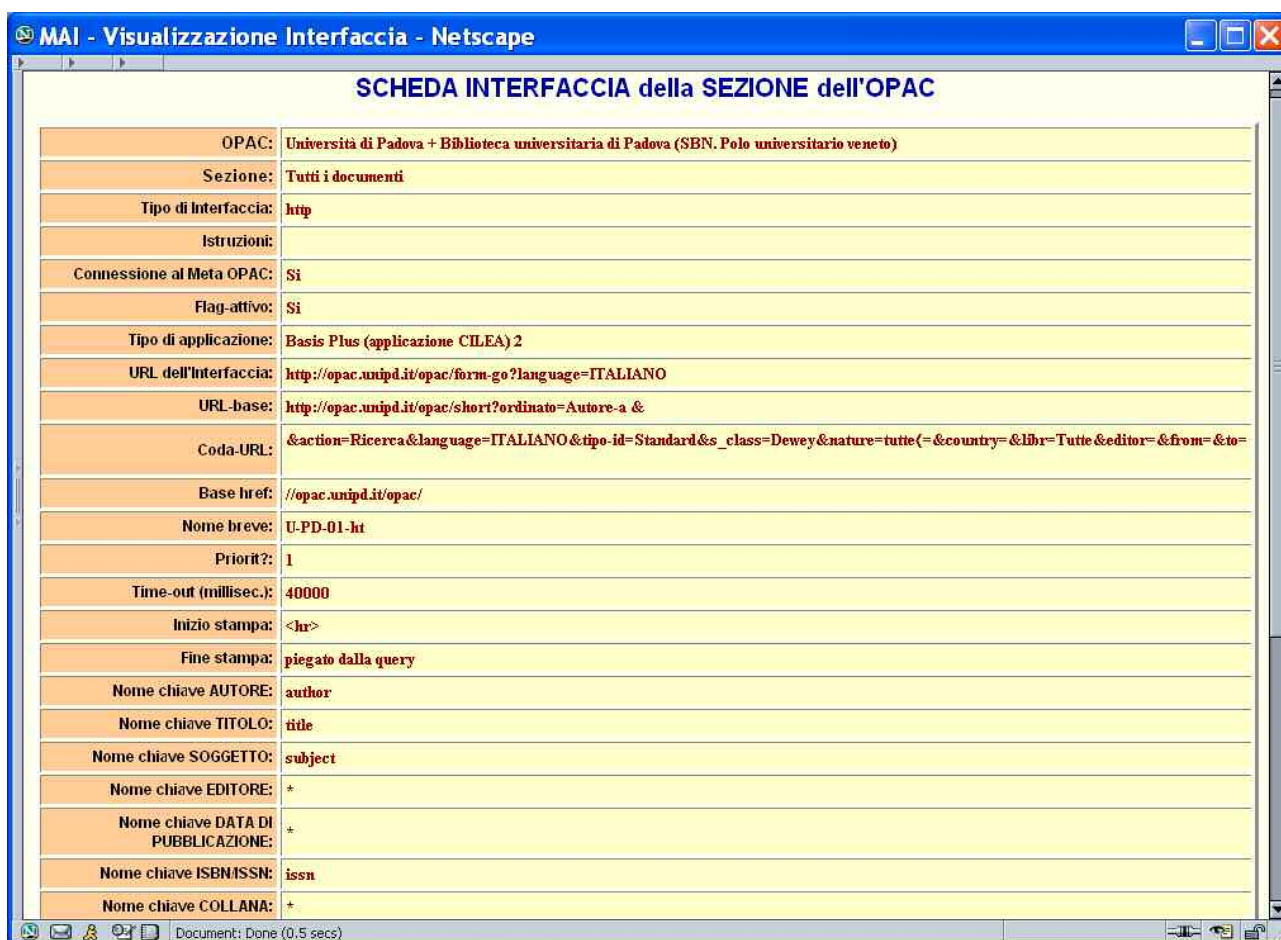 MAI - Visualizzazione Interfaccia - Netscape
SCHEDA INTERFACCIA della SEZIONE dell'OPAC
OPAC: Università di Padova + Biblioteca universitaria di Padova (SBN. Polo universitario veneto)
Sezione: Tutti i documenti
Tipo di Interfaccia: http
Istruzioni:
Connessione al Meta OPAC: Si
Flag-attivo: Si
Tipo di applicazione: Basis Plus (applicazione CILEA) 2
URL dell'Interfaccia: http://opac.unipd.it/opac/form-go?language=ITALIANO
URL-base: http://opac.unipd.it/opac/short?ordinato=Autore-a &
Coda-URL: &action=Ricerca&language=ITALIANO&tipo-id=Standard&s_class=Dewey&nature=tutte⟨=&country=&libr=Tutte&editor=&from=&to=
Base href: //opac.unipd.it/opac/
Nome breve: U-PD-01-ht
Priorit?: 1
Time-out (millisec.): 40000
Inizio stampa: <hr>
Fine stampa: piegato dalla query
Nome chiave AUTORE: author
Nome chiave TITOLO: title
Nome chiave SOGGETTO: subject
Nome chiave EDITORE: *
Nome chiave DATA DI
PUBBLICAZIONE: *
Nome chiave ISBN/ISSN: issn
Nome chiave COLLANA: *
Document: Done (0.5 secs)